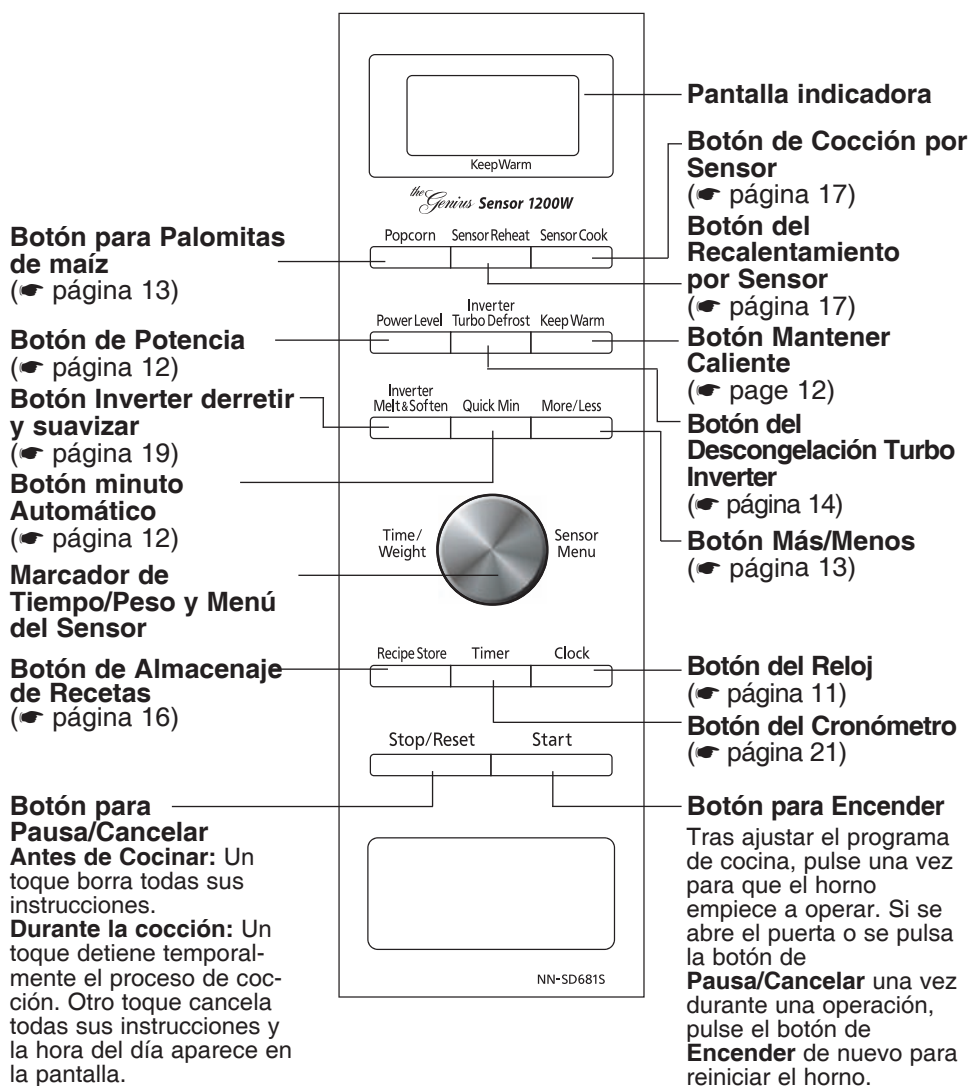 Botón para Palomitas
de maíz
(☛ página 13)
Botón de Potencia
(☛ página 12)
Botón Inverter derretir
y suavizar
(☛ página 19)
Botón minuto
Automático
(☛ página 12)
Marcador de
Tiempo/Peso y Menú
del Sensor
Botón de Almacenaje
de Recetas
(☛ página 16)
Botón para
Pausa/Cancelar
Antes de Cocinar: Un
toque borra todas sus
instrucciones.
Durante la cocción: Un
toque detiene temporal-
mente el proceso de coc-
ción. Otro toque cancela
todas sus instrucciones y
la hora del día aparece en
la pantalla.
KeepWarm
the Genius Sensor 1200W
Popcorn Sensor Reheat Sensor Cook
Inverter
Power Level Turbo Defrost Keep Warm
Inverter
Melt & Soften Quick Min More/Less
Time/ Sensor
Weight Menu
Recipe Store Timer Clock
Stop/Reset Start
NN-SD681S
Pantalla indicadora
Botón de Cocción por
Sensor
(☛ página 17)
Botón del
Recalentamiento
por Sensor
(☛ página 17)
Botón Mantener
Caliente
(☛ page 12)
Botón del
Descongelación Turbo
Inverter
(☛ página 14)
Botón Más/Menos
(☛ página 13)
Botón del Reloj
(☛ página 11)
Botón del Cronómetro
(☛ página 21)
Botón para Encender
Tras ajustar el programa
de cocina, pulse una vez
para que el horno
empiece a operar. Si se
abre el puerta o se pulsa
la botón de
Pausa/Cancelar una vez
durante una operación,
pulse el botón de
Encender de nuevo para
reiniciar el horno.